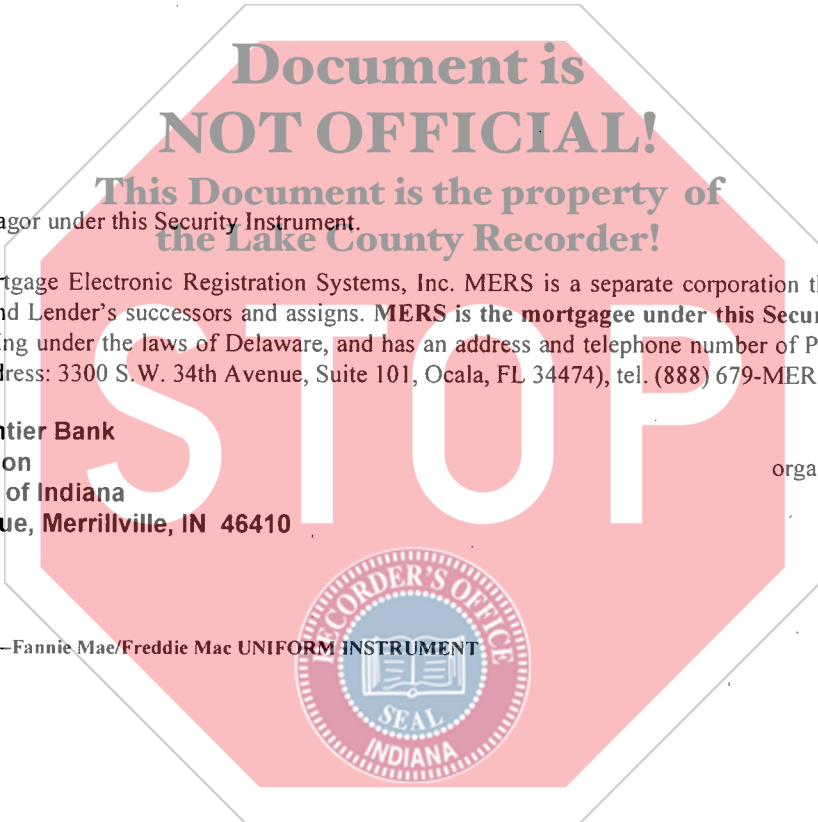 Document is
NOT OFFICIAL!
This Document is the property of
agor under this Security Instrument.
the Lake County Recorder!
rtgage Electronic Registration Systems, Inc. MERS is a separate corporation th
nd Lender's successors and assigns. MERS is the mortgagee under this Secur
ing under the laws of Delaware, and has an address and telephone number of P
dress: 3300 S.W. 34th Avenue, Suite 101, Ocala, FL 34474), tel. (888) 679-MER
STOP
ntier Bank
on
orga
of Indiana
ue, Merrillville, IN 46410
RECORDER'S OFFICE
—Fannie Mae/Freddie Mac UNIFORM INSTRUMENT
SEAL
INDIANA